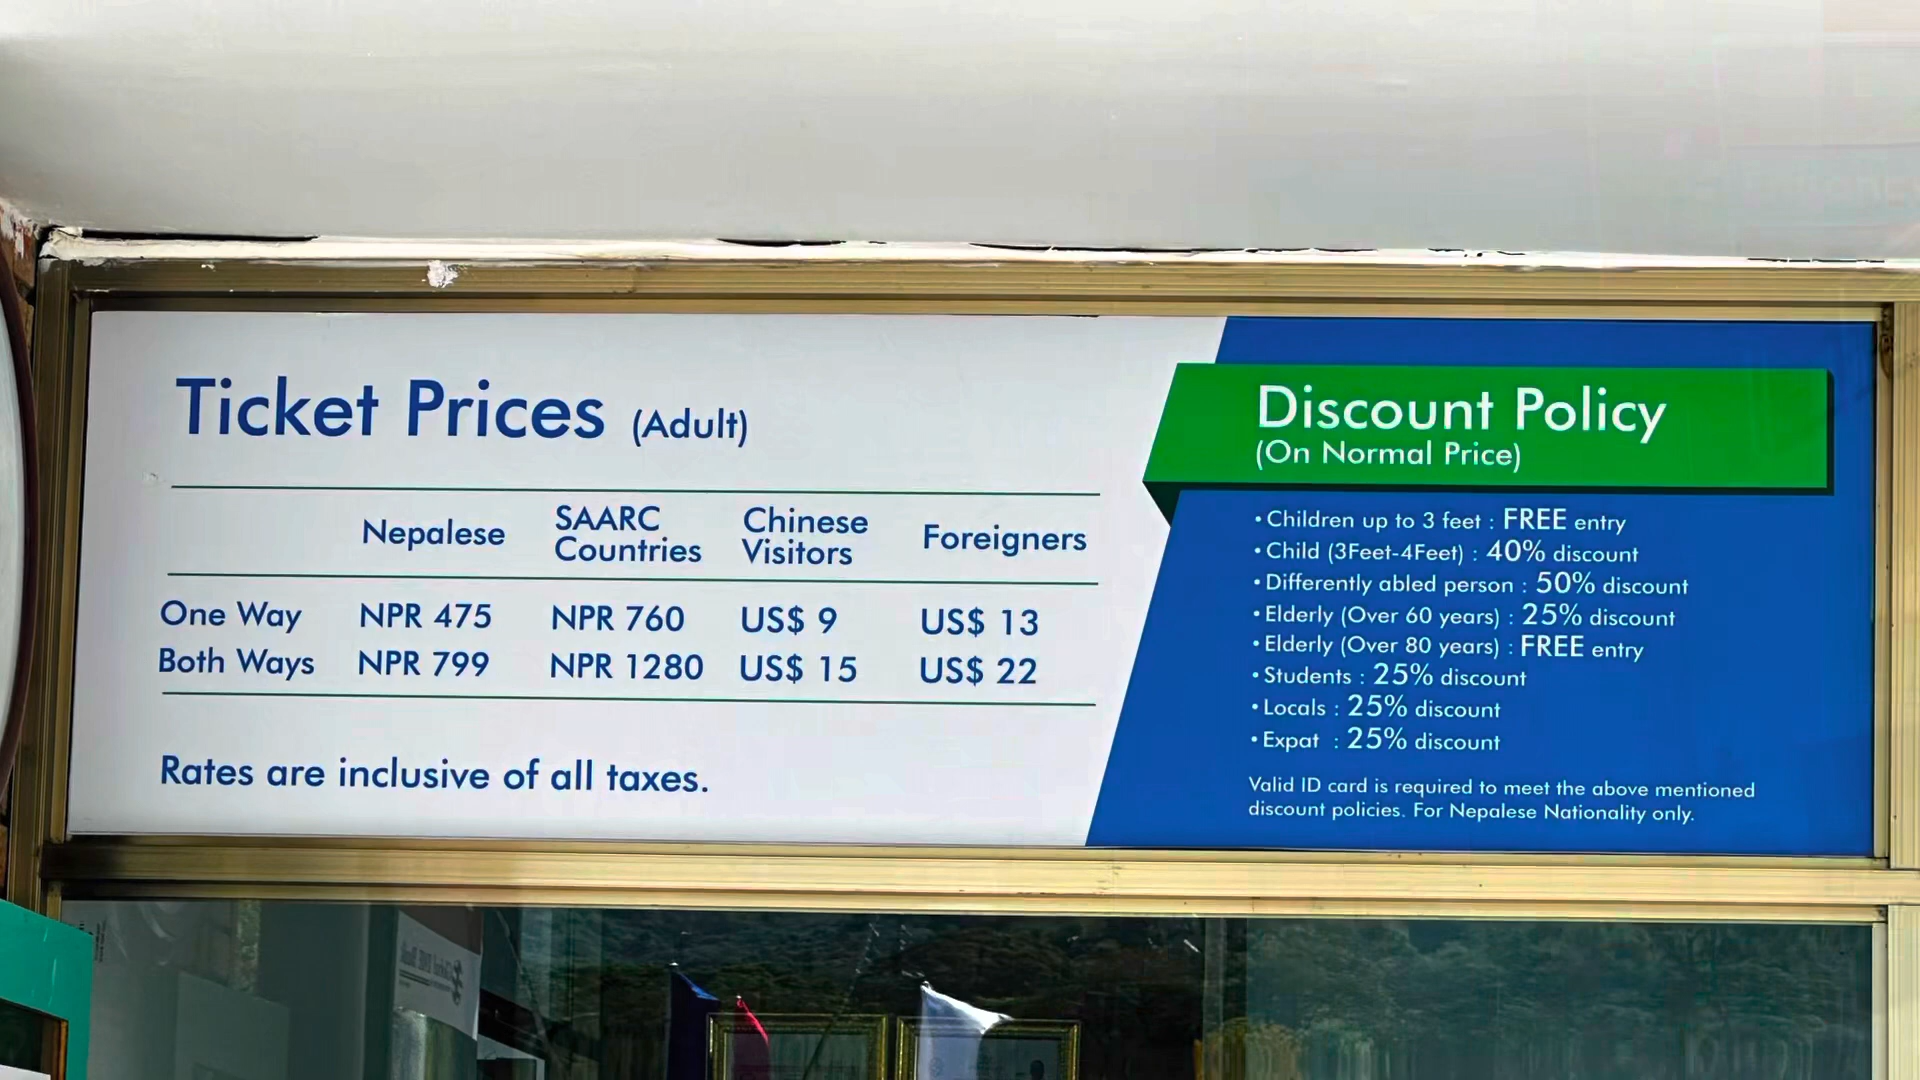 Ticket Prices (Adult)
Nepalese SAARC Countries Chinese Visitors Foreigners
One Way NPR 475 NPR 760 US$ 9 US$ 13
Both Ways NPR 799 NPR 1280 US$ 15 US$ 22
Rates are inclusive of all taxes.
Discount Policy
(On Normal Price)
• Children up to 3 feet : FREE entry
• Child (3Feet-4Feet) : 40% discount
• Differently abled person : 50% discount
• Elderly (Over 60 years) : 25% discount
• Elderly (Over 80 years) : FREE entry
• Students : 25% discount
• Locals : 25% discount
• Expat : 25% discount
Valid ID card is required to meet the above mentioned
discount policies. For Nepalese Nationality only.